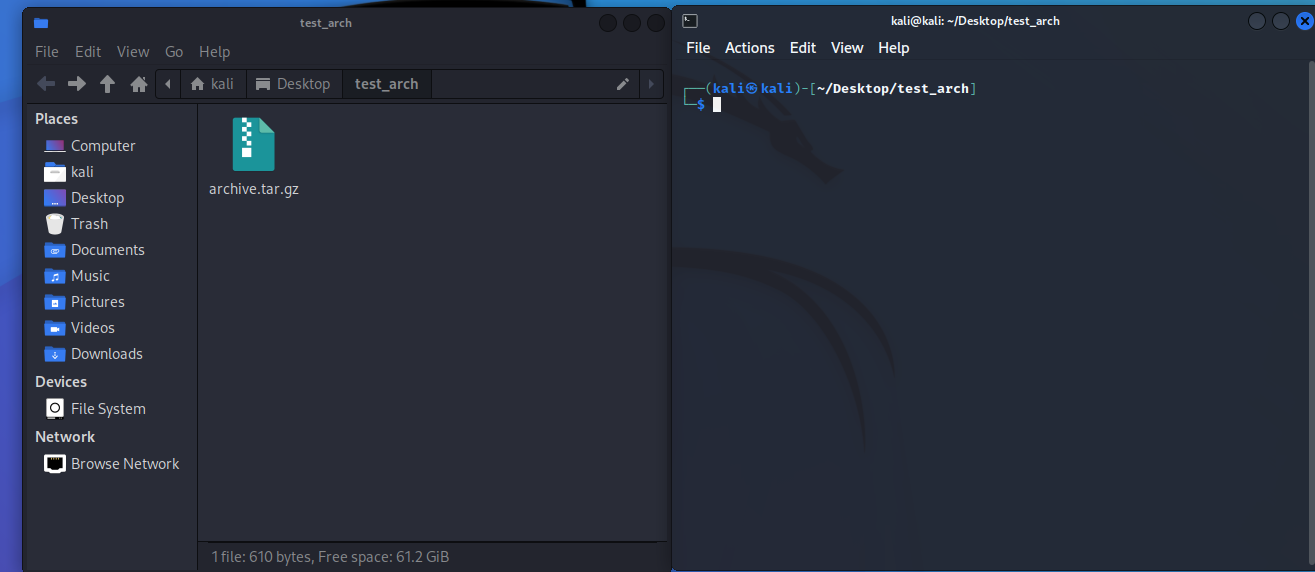 test_arch
File Edit View Go Help
kali Desktop test_arch
Places
Computer
kali
Desktop
Trash
Documents
Music
Pictures
Videos
Downloads
Devices
File System
Network
Browse Network
archive.tar.gz
1 file: 610 bytes, Free space: 61.2 GiB
kali@kali: ~/Desktop/test_arch
File Actions Edit View Help
┌──(kali㉿kali)-[~/Desktop/test_arch]
└─$